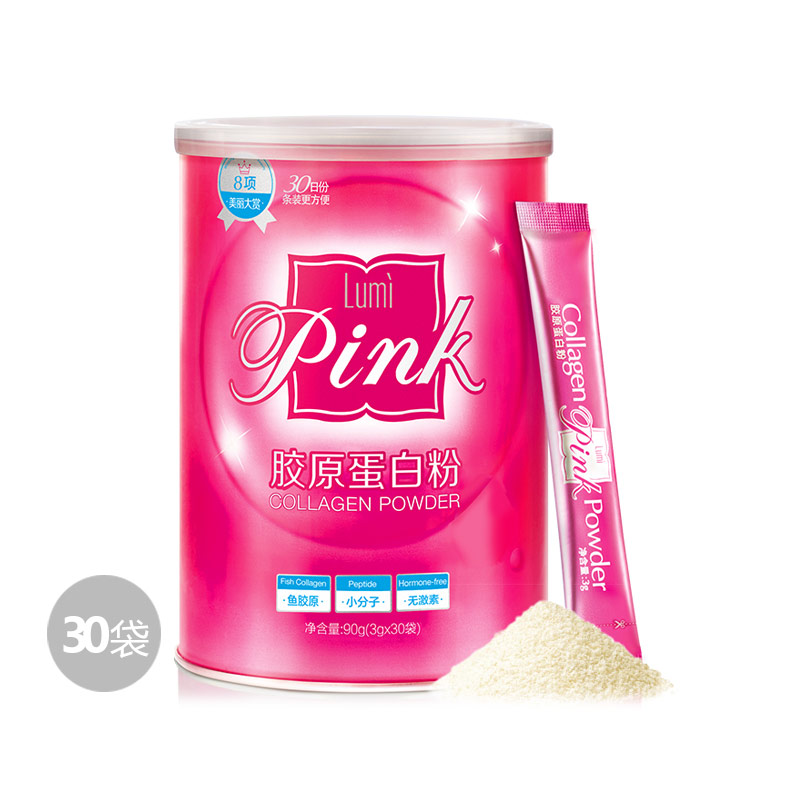 8项
·美丽大赏·
30日份
条装更方便
Lumì
Pink
胶原蛋白粉
COLLAGEN POWDER
Fish Collagen
·鱼胶原·
Peptide
·小分子·
Hormone-free
·无激素·
净含量:90g(3gx30袋)
Collagen
胶原蛋白粉
Lumì
Pink
Powder
净含量:3g
30袋